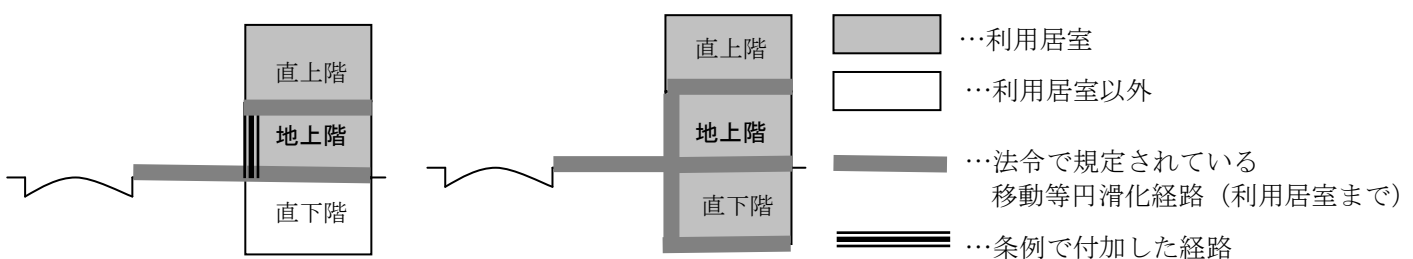 直上階
地上階
直下階
直上階
地上階
直下階
…利用居室
…利用居室以外
…法令で規定されている
移動等円滑化経路（利用居室まで）
…条例で付加した経路